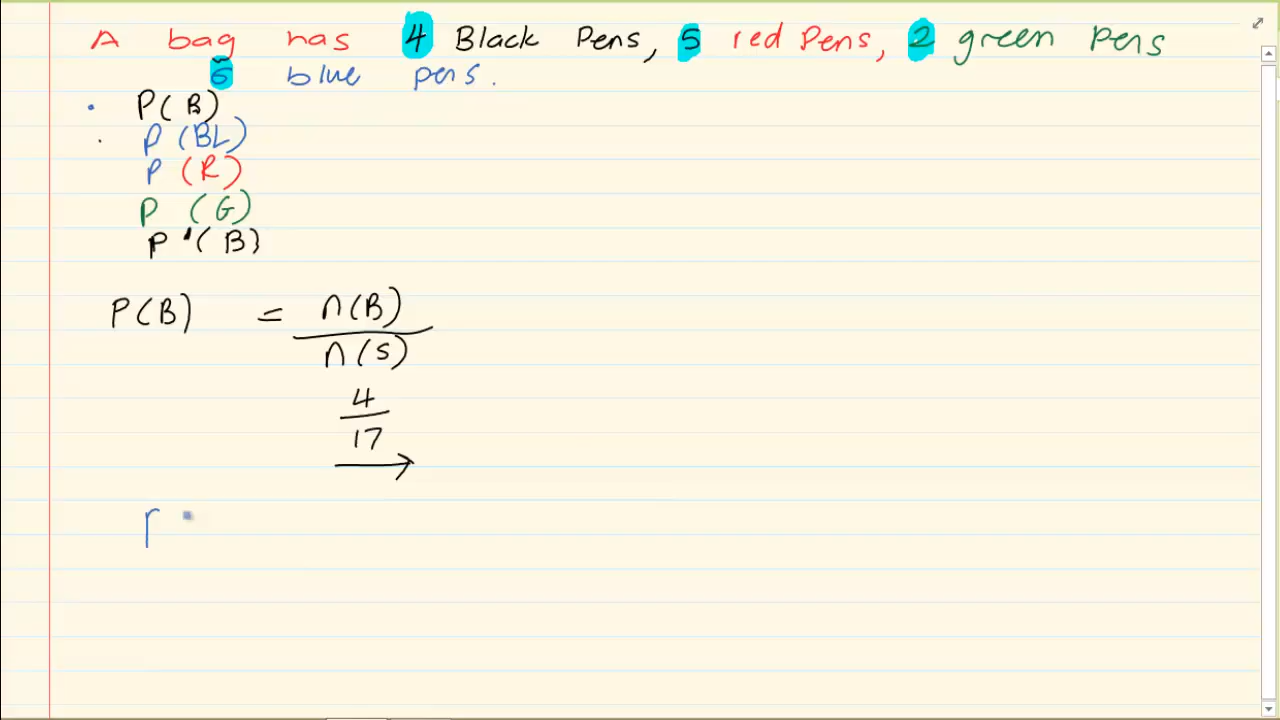 A bag has 4 Black Pens, 5 red Pens, 2 green Pens
6 blue pens.
P(B)
P (BL)
P (R)
P (G)
P '( B)
P(B) = n(B)
n(s)
4
17